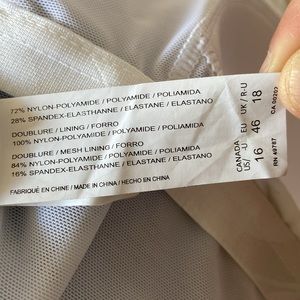 72% NYLON-POLYAMIDE / POLYAMIDE / POLIAMIDA
28% SPANDEX-ELASTHANNE / ELASTANE / ELASTANO
DOUBLURE / LINING / FORRO
100% NYLON-POLYAMIDE / POLYAMIDE / POLIAMIDA
DOUBLURE / MESH LINING / FORRO
84% NYLON-POLYAMIDE / POLYAMIDE / POLIAMIDA
16% SPANDEX-ELASTHANNE / ELASTANE / ELASTANO
FABRIQUÉ EN CHINE / MADE IN CHINA / HECHO EN CHINA
CANADA EU UK / R-U
US/ -U
16 46 18
RN 49787 CA 00202